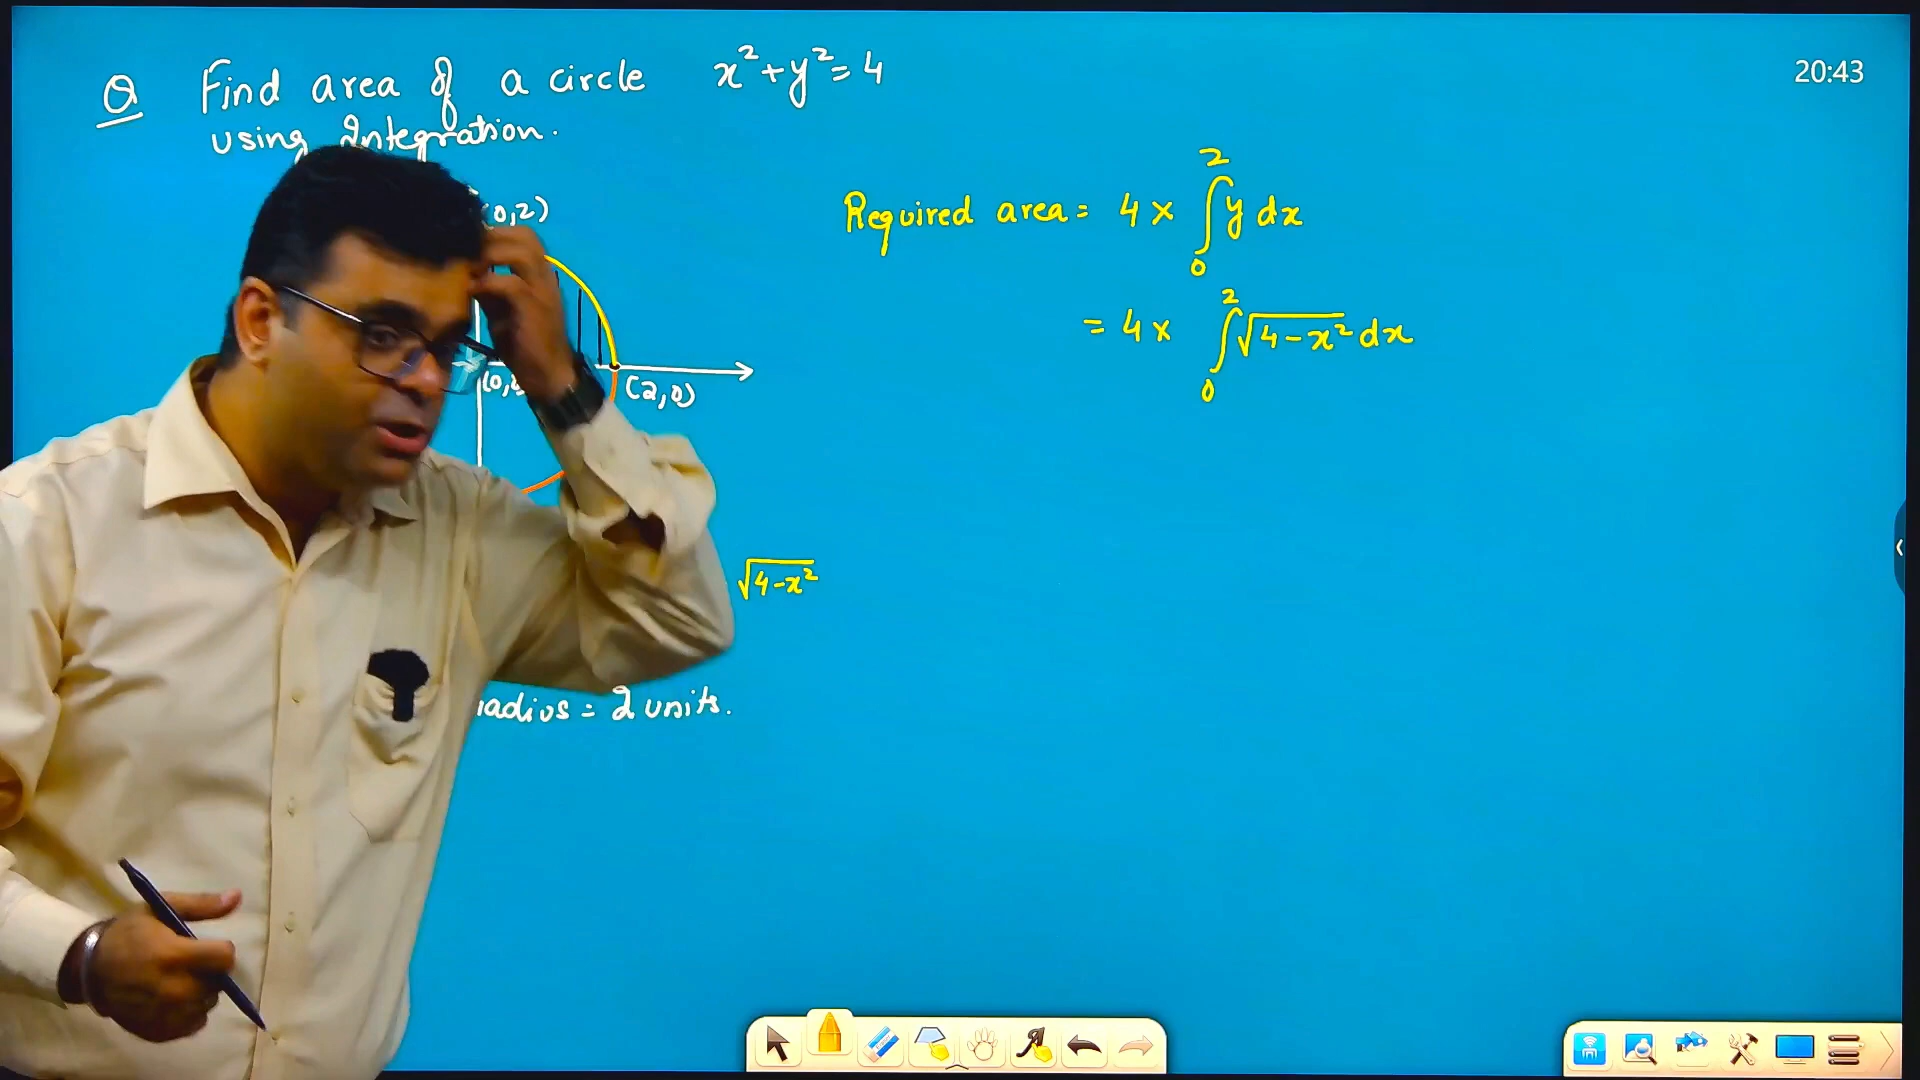 Q Find area of a circle x²+y²=4
using Integration.
20:43
Required area = 4 × ∫₀² y dx
= 4 × ∫₀² √(4-x²) dx
0,2)
(2,0)
√(4-x²)
radius = 2 units.